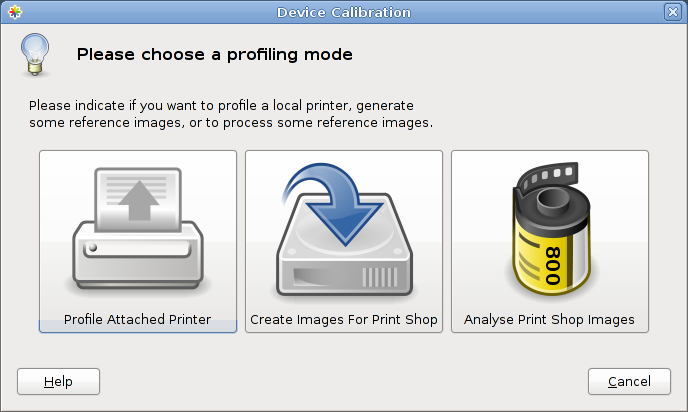 Device Calibration
Please choose a profiling mode
Please indicate if you want to profile a local printer, generate
some reference images, or to process some reference images.
800
Profile Attached Printer
Create Images For Print Shop
Analyse Print Shop Images
Help
Cancel